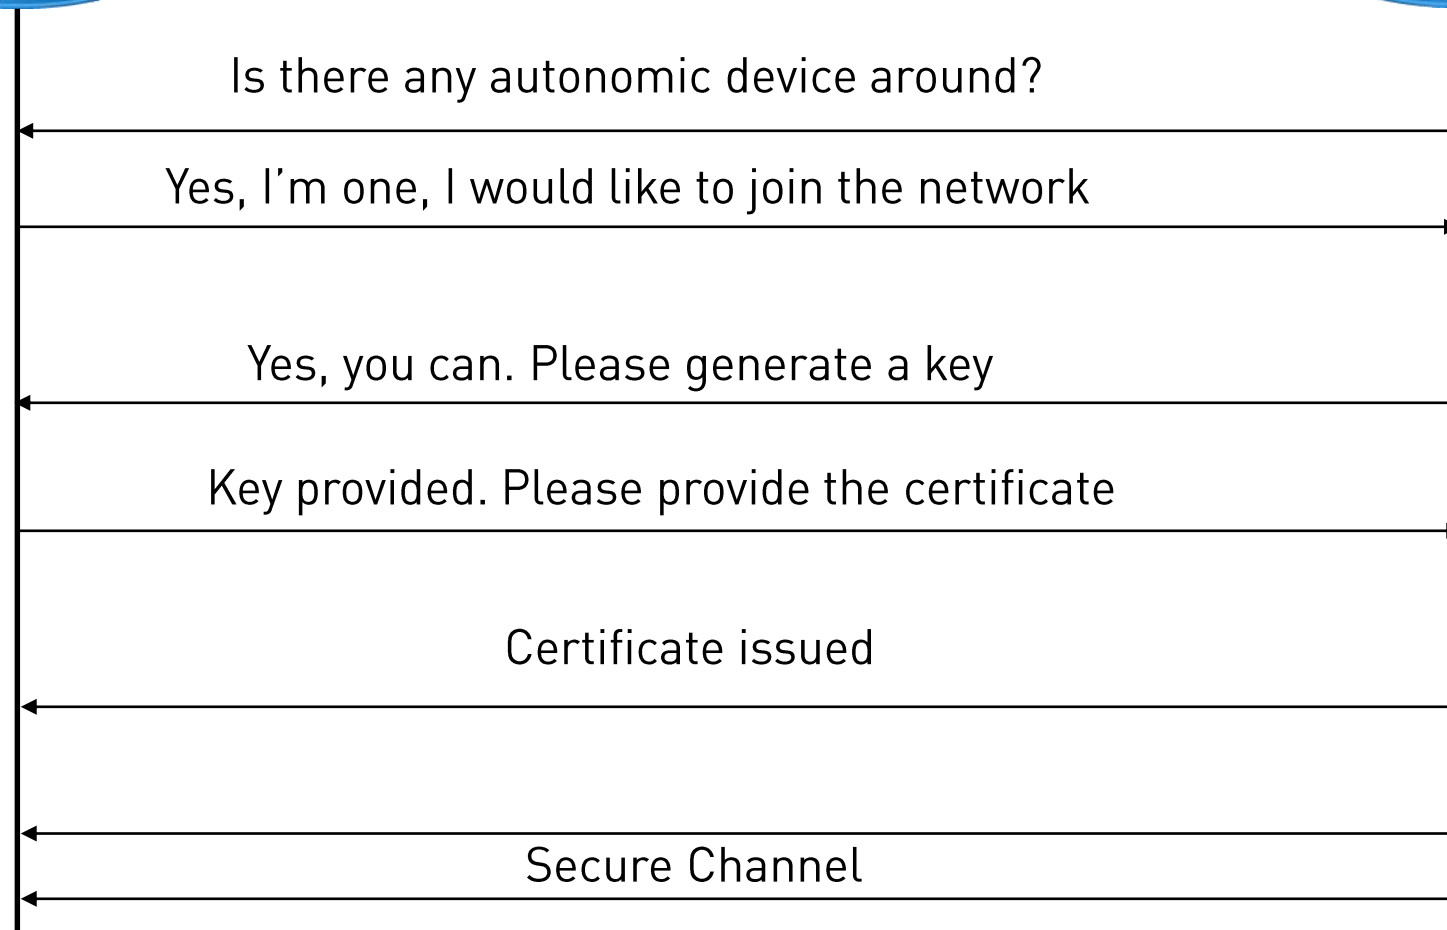 Is there any autonomic device around?
Yes, I’m one, I would like to join the network
Yes, you can. Please generate a key
Key provided. Please provide the certificate
Certificate issued
Secure Channel